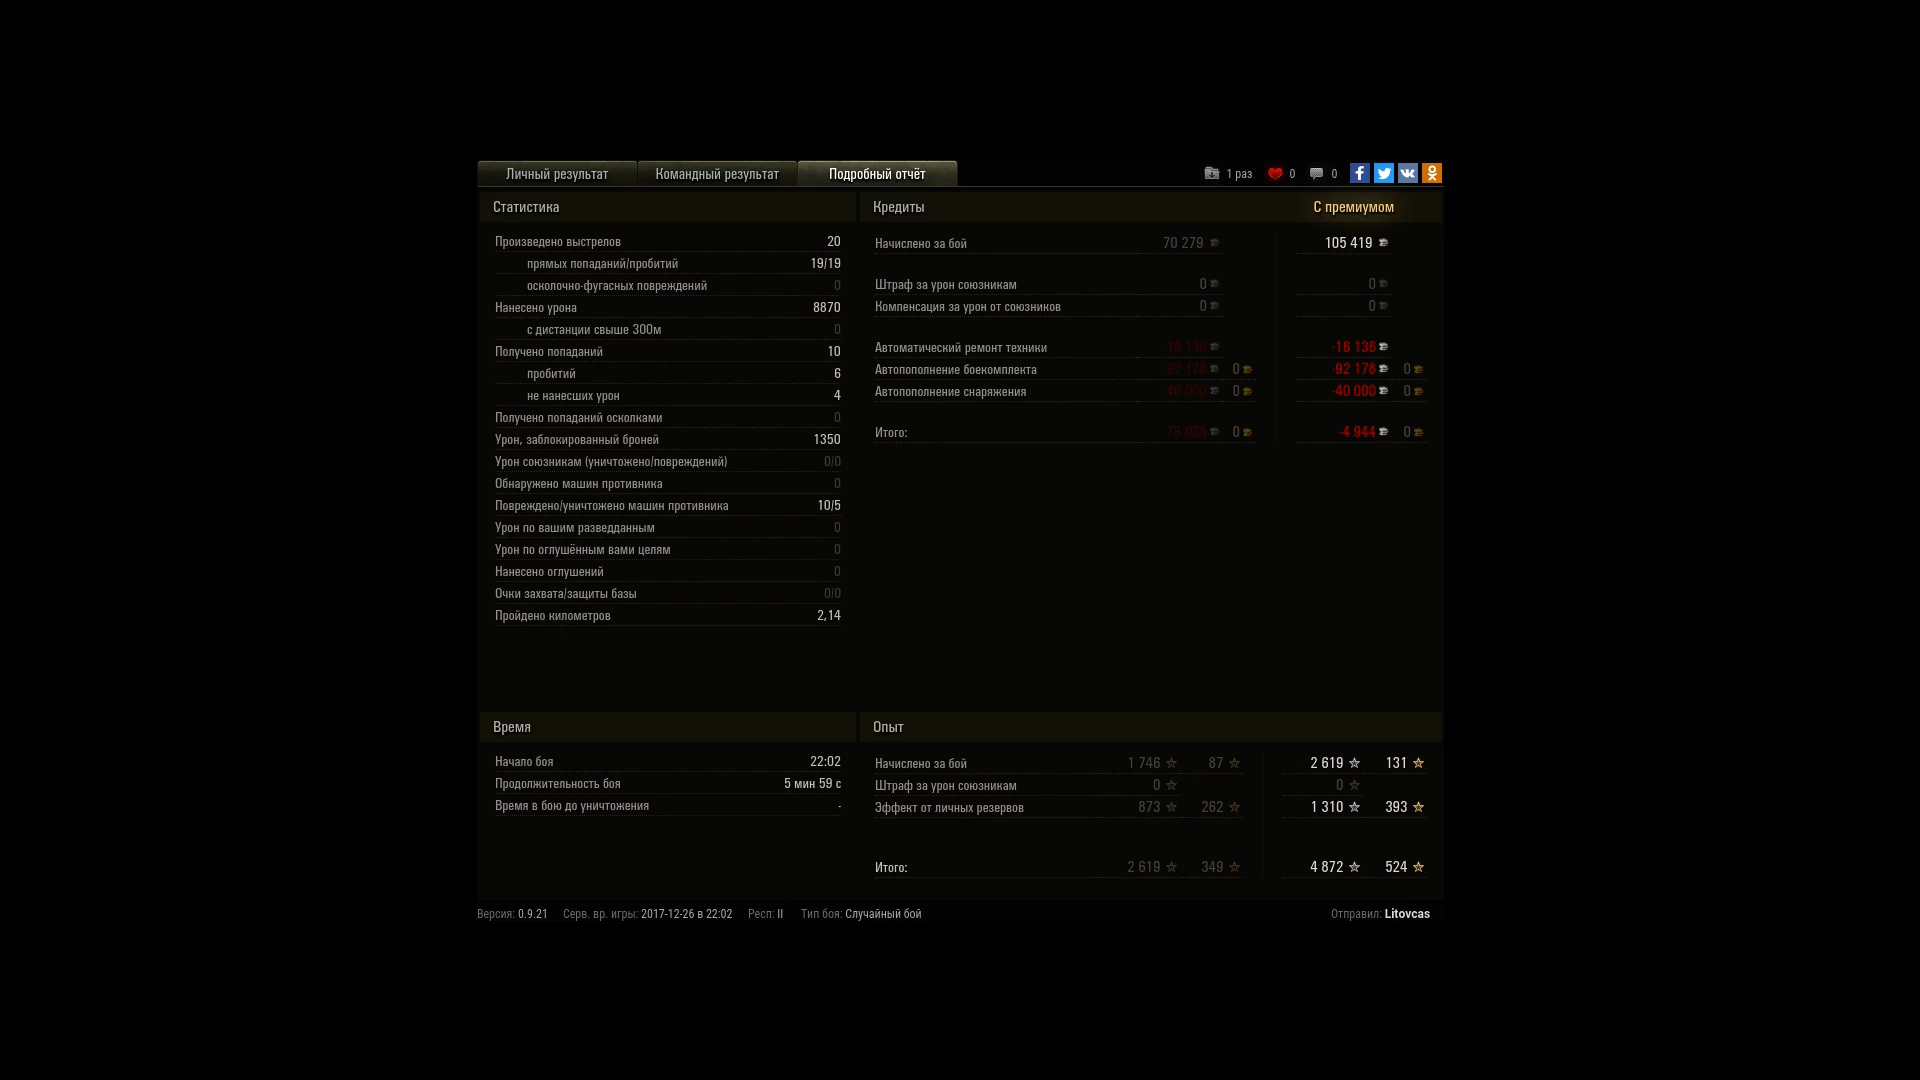 Личный результат Командный результат Подробный отчёт 1 раз 0 0
Статистика
Произведено выстрелов 20
прямых попаданий/пробитий 19/19
осколочно-фугасных повреждений 0
Нанесено урона 8870
с дистанции свыше 300м 0
Получено попаданий 10
пробитий 6
не нанесших урон 4
Получено попаданий осколками 0
Урон, заблокированный броней 1350
Урон союзникам (уничтожено/повреждений) 0/0
Обнаружено машин противника 0
Повреждено/уничтожено машин противника 10/5
Урон по вашим разведданным 0
Урон по оглушённым вами целям 0
Нанесено оглушений 0
Очки захвата/защиты базы 0/0
Пройдено километров 2,14
Кредиты С премиумом
Начислено за бой 70 279 105 419
Штраф за урон союзникам 0 0
Компенсация за урон от союзников 0 0
Автоматический ремонт техники -16 136
Автопополнение боекомплекта 0 -92 178 0
Автопополнение снаряжения -40 000 0 -40 000 0
Итого: 0 -4 944 0
Время
Начало боя 22:02
Продолжительность боя 5 мин 59 с
Время в бою до уничтожения -
Опыт
Начислено за бой 1 746 87 2 619 131
Штраф за урон союзникам 0 0
Эффект от личных резервов 873 262 1 310 393
Итого: 2 619 349 4 872 524
Версия: 0.9.21 Серв. вр. игры: 2017-12-26 в 22:02 Респ: II Тип боя: Случайный бой Отправил: Litovcas